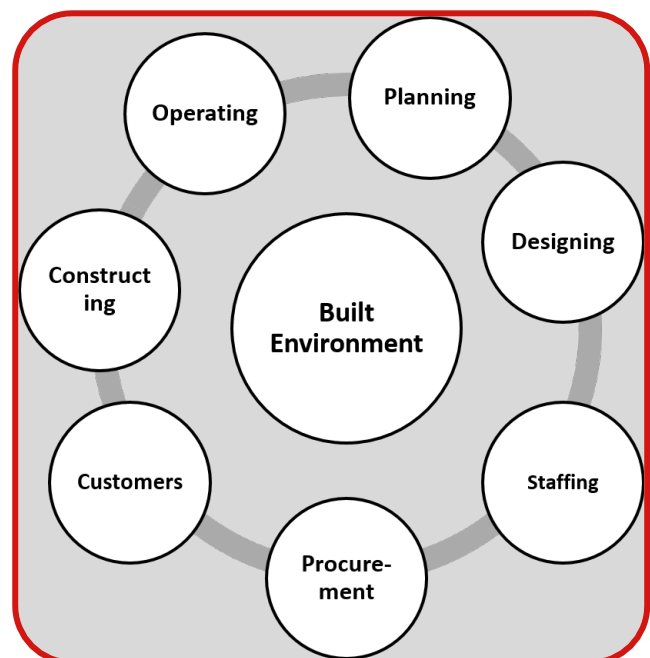 Operating
Planning
Designing
Construct
ing
Built
Environment
Customers
Staffing
Procure-
ment